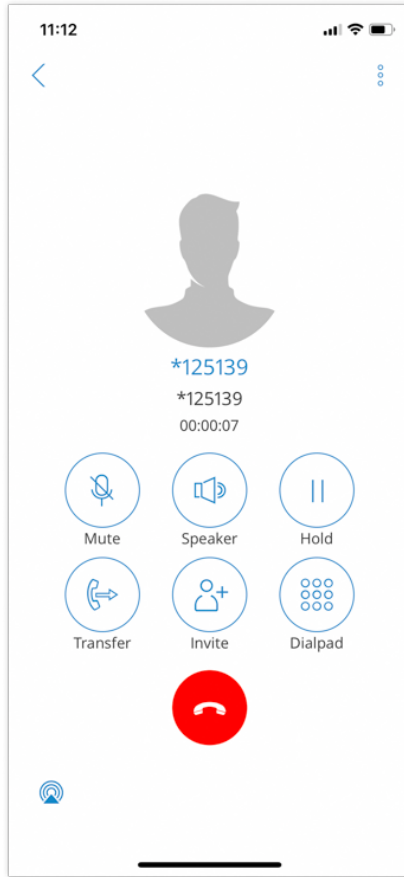 11:12
*125139
*125139
00:00:07
Mute Speaker Hold
Transfer Invite Dialpad